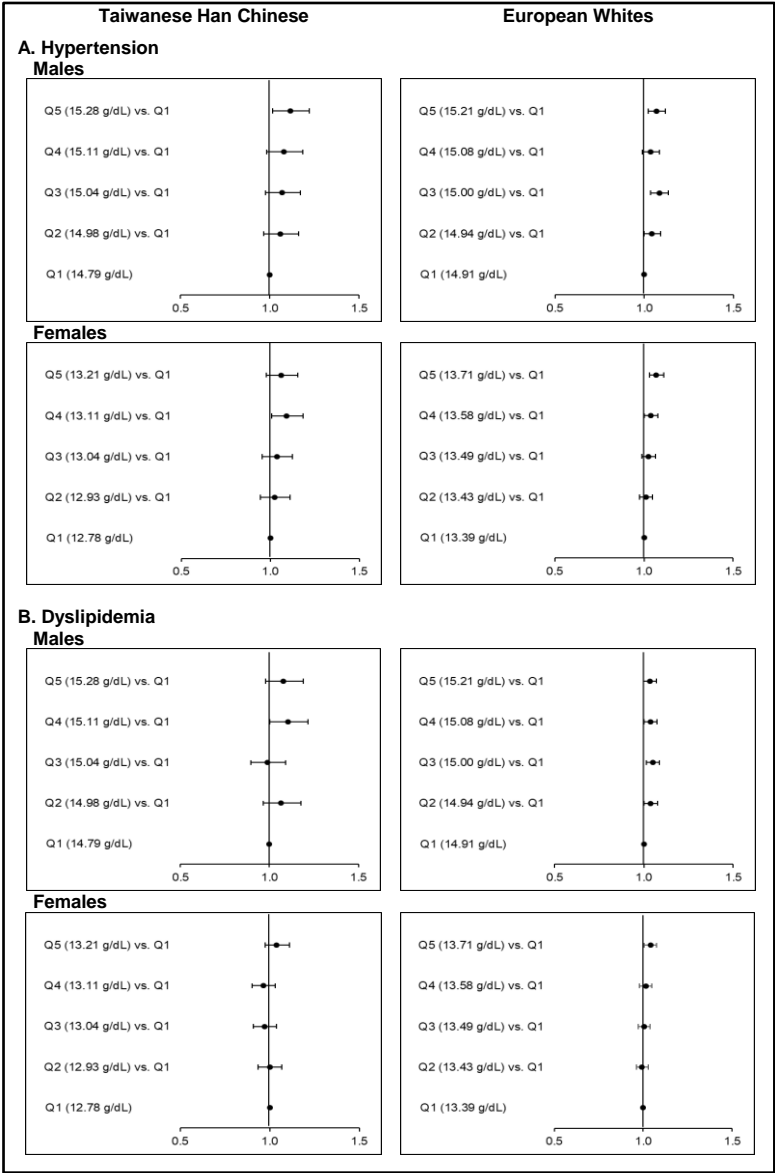 Taiwanese Han Chinese European Whites
A. Hypertension
Males
Q5 (15.28 g/dL) vs. Q1
Q4 (15.11 g/dL) vs. Q1
Q3 (15.04 g/dL) vs. Q1
Q2 (14.98 g/dL) vs. Q1
Q1 (14.79 g/dL)
0.5 1.0 1.5
Q5 (15.21 g/dL) vs. Q1
Q4 (15.08 g/dL) vs. Q1
Q3 (15.00 g/dL) vs. Q1
Q2 (14.94 g/dL) vs. Q1
Q1 (14.91 g/dL)
0.5 1.0 1.5
Females
Q5 (13.21 g/dL) vs. Q1
Q4 (13.11 g/dL) vs. Q1
Q3 (13.04 g/dL) vs. Q1
Q2 (12.93 g/dL) vs. Q1
Q1 (12.78 g/dL)
0.5 1.0 1.5
Q5 (13.71 g/dL) vs. Q1
Q4 (13.58 g/dL) vs. Q1
Q3 (13.49 g/dL) vs. Q1
Q2 (13.43 g/dL) vs. Q1
Q1 (13.39 g/dL)
0.5 1.0 1.5
B. Dyslipidemia
Males
Q5 (15.28 g/dL) vs. Q1
Q4 (15.11 g/dL) vs. Q1
Q3 (15.04 g/dL) vs. Q1
Q2 (14.98 g/dL) vs. Q1
Q1 (14.79 g/dL)
0.5 1.0 1.5
Q5 (15.21 g/dL) vs. Q1
Q4 (15.08 g/dL) vs. Q1
Q3 (15.00 g/dL) vs. Q1
Q2 (14.94 g/dL) vs. Q1
Q1 (14.91 g/dL)
0.5 1.0 1.5
Females
Q5 (13.21 g/dL) vs. Q1
Q4 (13.11 g/dL) vs. Q1
Q3 (13.04 g/dL) vs. Q1
Q2 (12.93 g/dL) vs. Q1
Q1 (12.78 g/dL)
0.5 1.0 1.5
Q5 (13.71 g/dL) vs. Q1
Q4 (13.58 g/dL) vs. Q1
Q3 (13.49 g/dL) vs. Q1
Q2 (13.43 g/dL) vs. Q1
Q1 (13.39 g/dL)
0.5 1.0 1.5